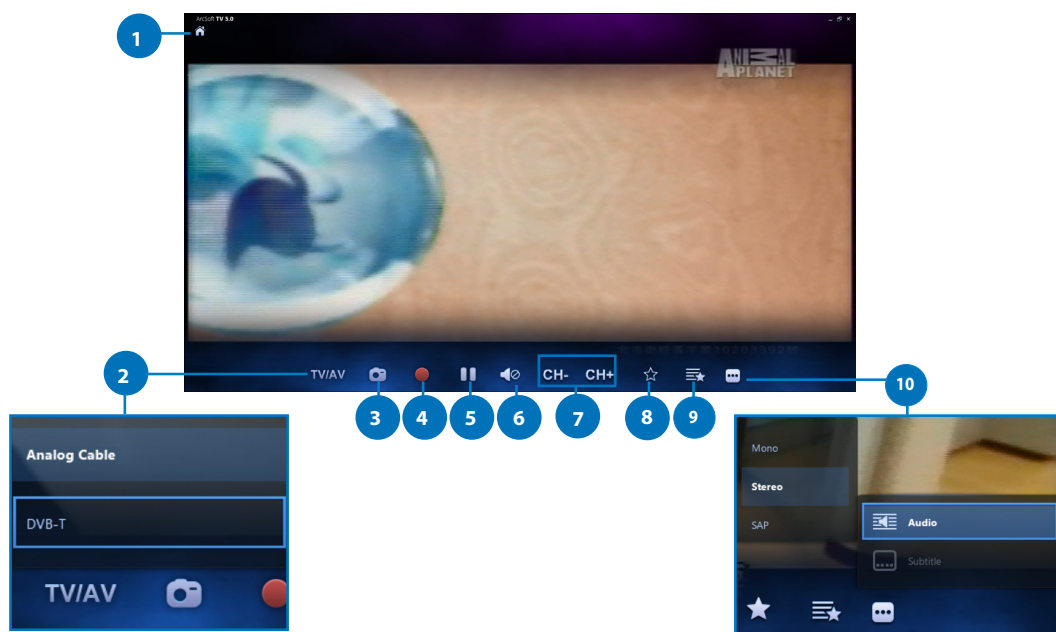 ArcSoft TV 5.0
1
ANIMAL
PLANET
2
TV/AV
CH- CH+
10
3
4
5
6
7
8
9
Analog Cable
DVB-T
TV/AV
Mono
Stereo
SAP
Audio
Subtitle